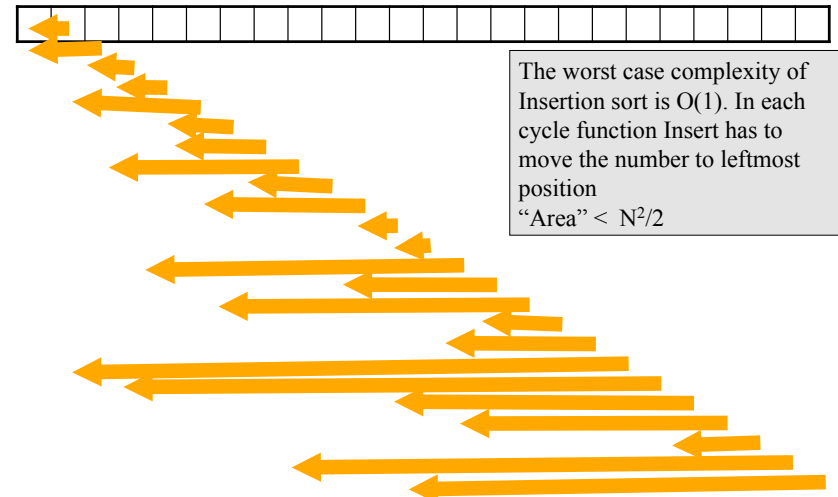 The worst case complexity of
Insertion sort is O(1). In each
cycle function Insert has to
move the number to leftmost
position
“Area” < N²/2